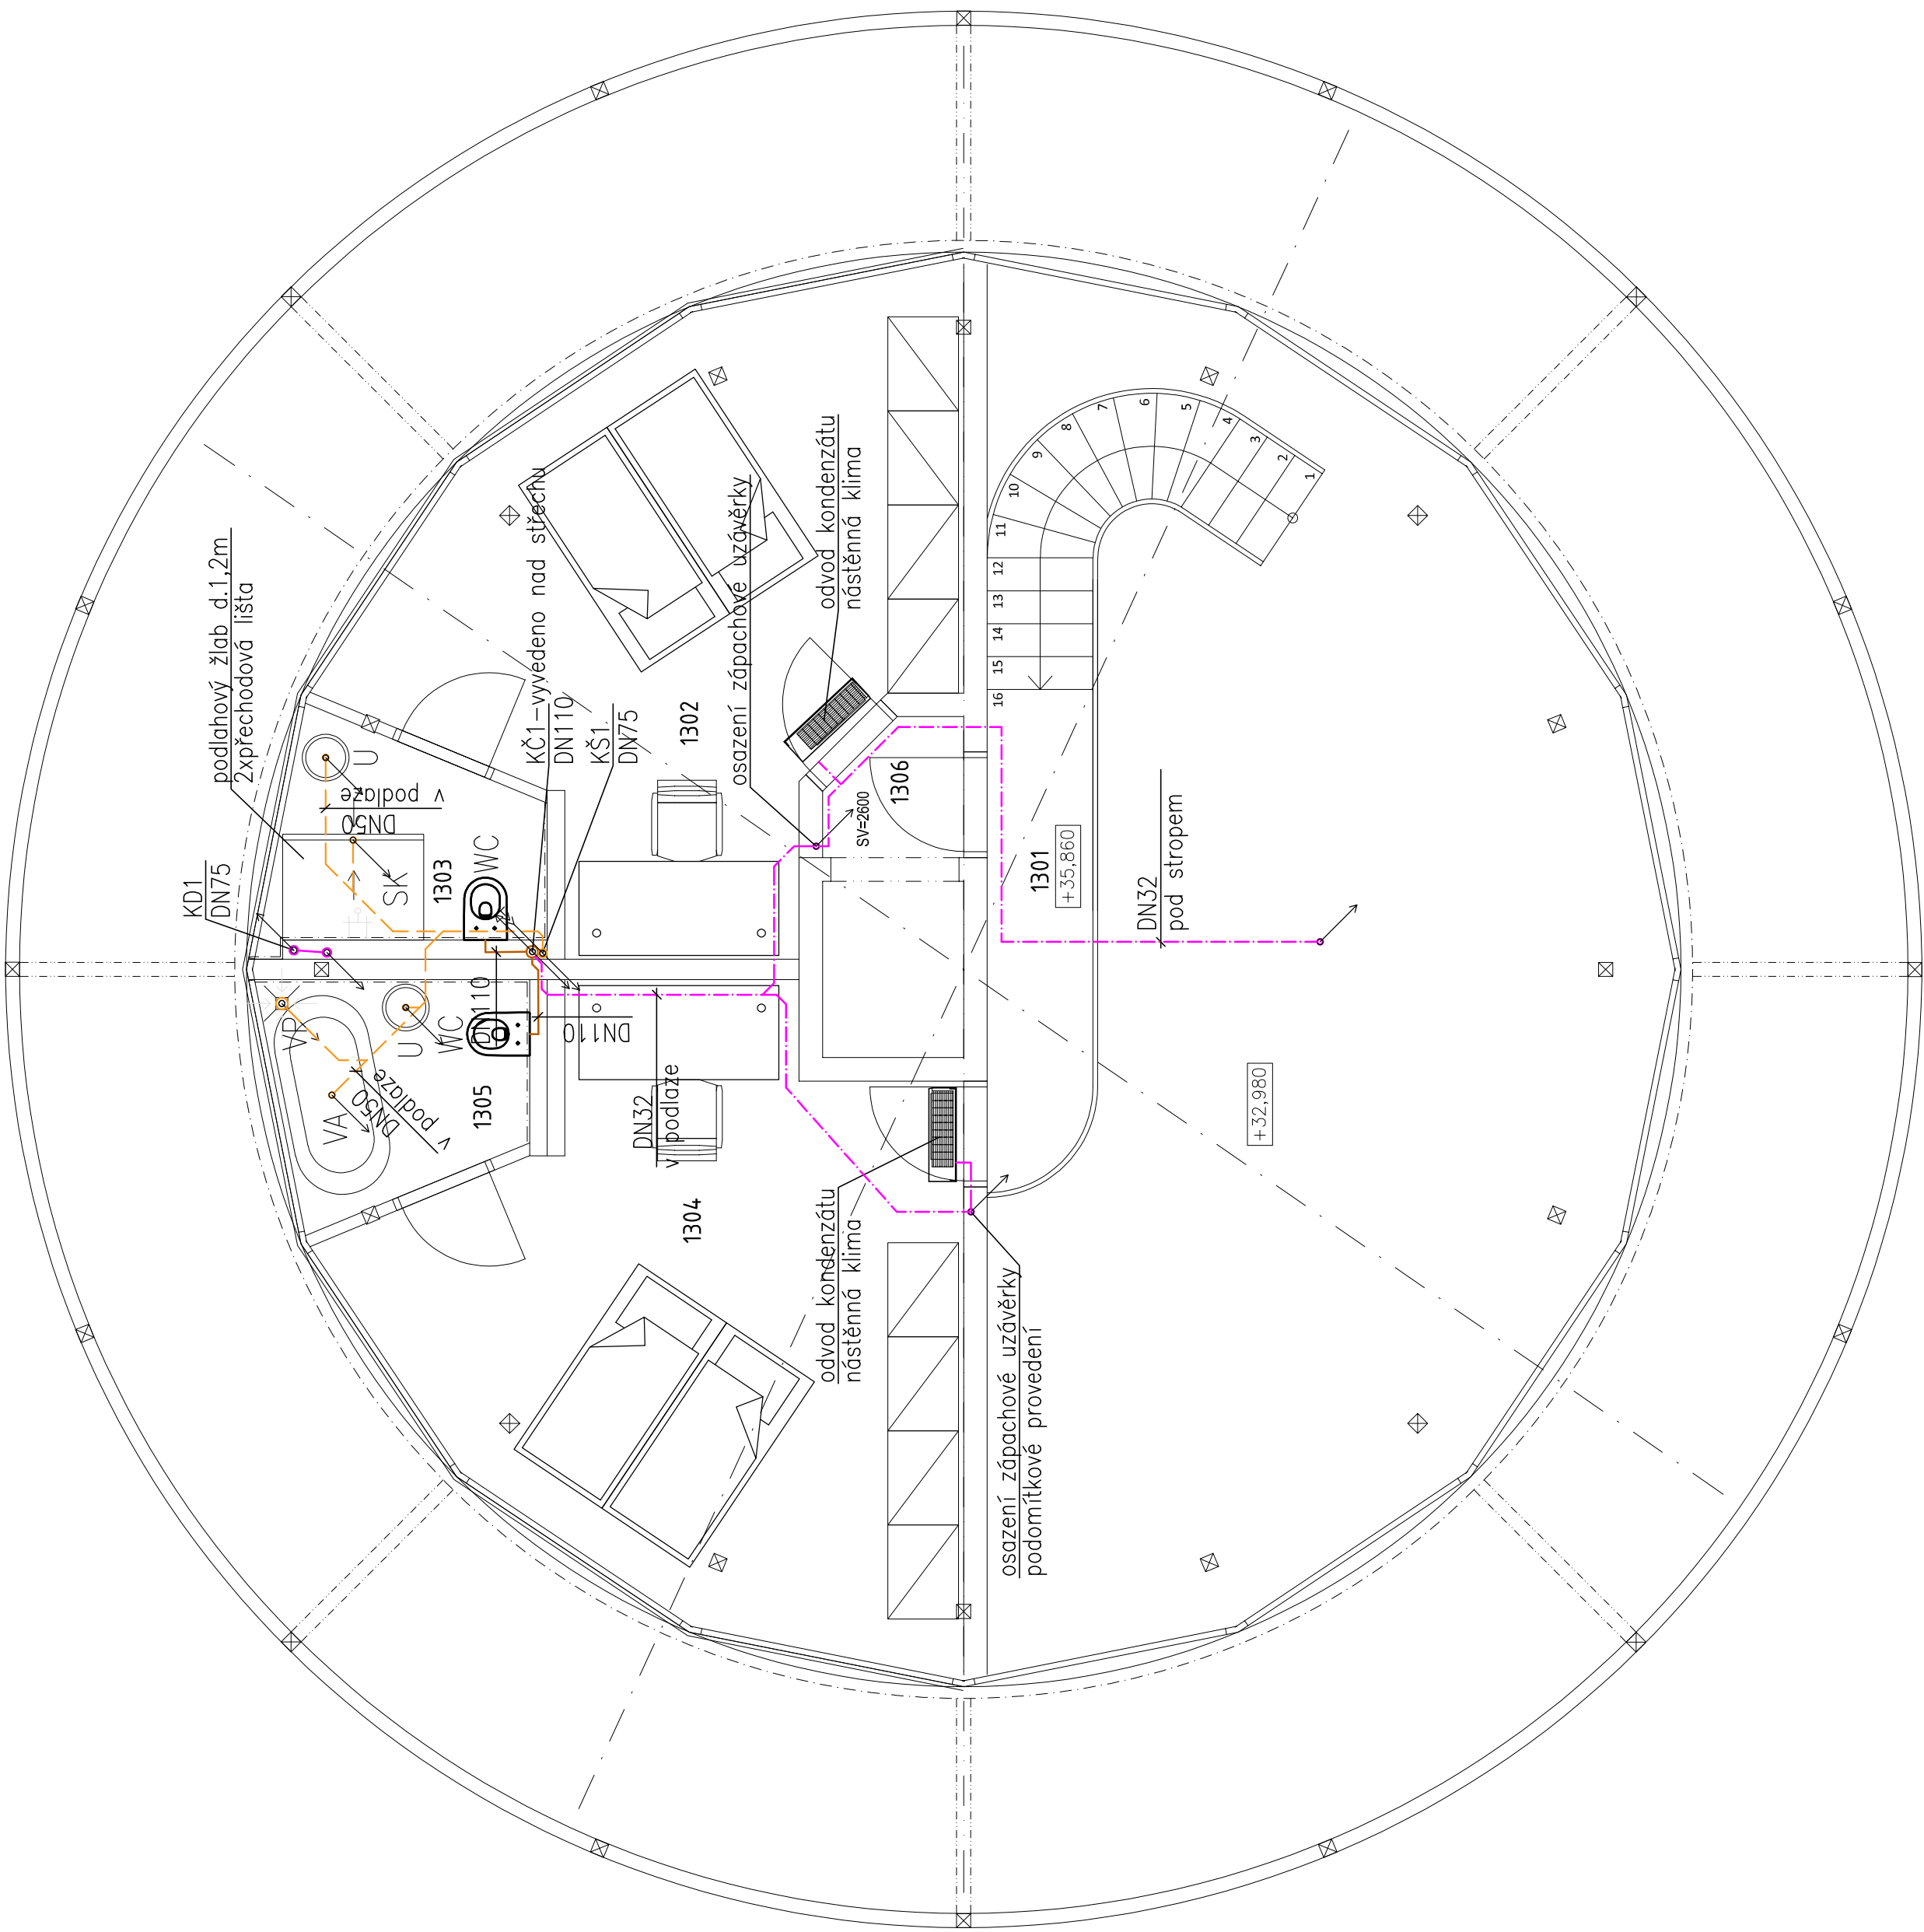 podlahový žlab d.1,2m
2xpřechodová lišta
KD1
DN75
U
v podlaze
DN50
SK
1303
WC
KČ1-vyvedeno nad střechu
DN110
KŠ1
DN75
1302
osazení zápachové uzávěrky
odvod kondenzátu
nástěnná klima
SV=2600
1306
1
2
3
4
5
6
7
8
9
10
11
12
13
14
15
16
1301
+35,860
DN32
pod stropem
+32,980
VP
VA
U
WC
DN110
DN110
DN50
v podlaze
1305
DN32
v podlaze
1304
odvod kondenzátu
nástěnná klima
osazení zápachové uzávěrky
podomítkové provedení